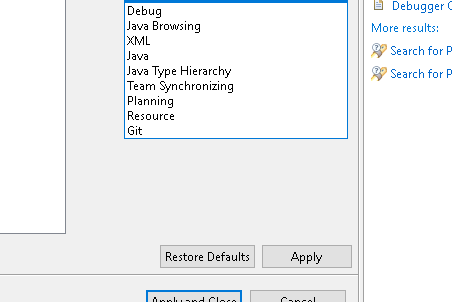 Debug
Java Browsing
XML
Java
Java Type Hierarchy
Team Synchronizing
Planning
Resource
Git
Restore Defaults
Apply
Apply and Close
Cancel
Debugger
More results:
Search for
Search for